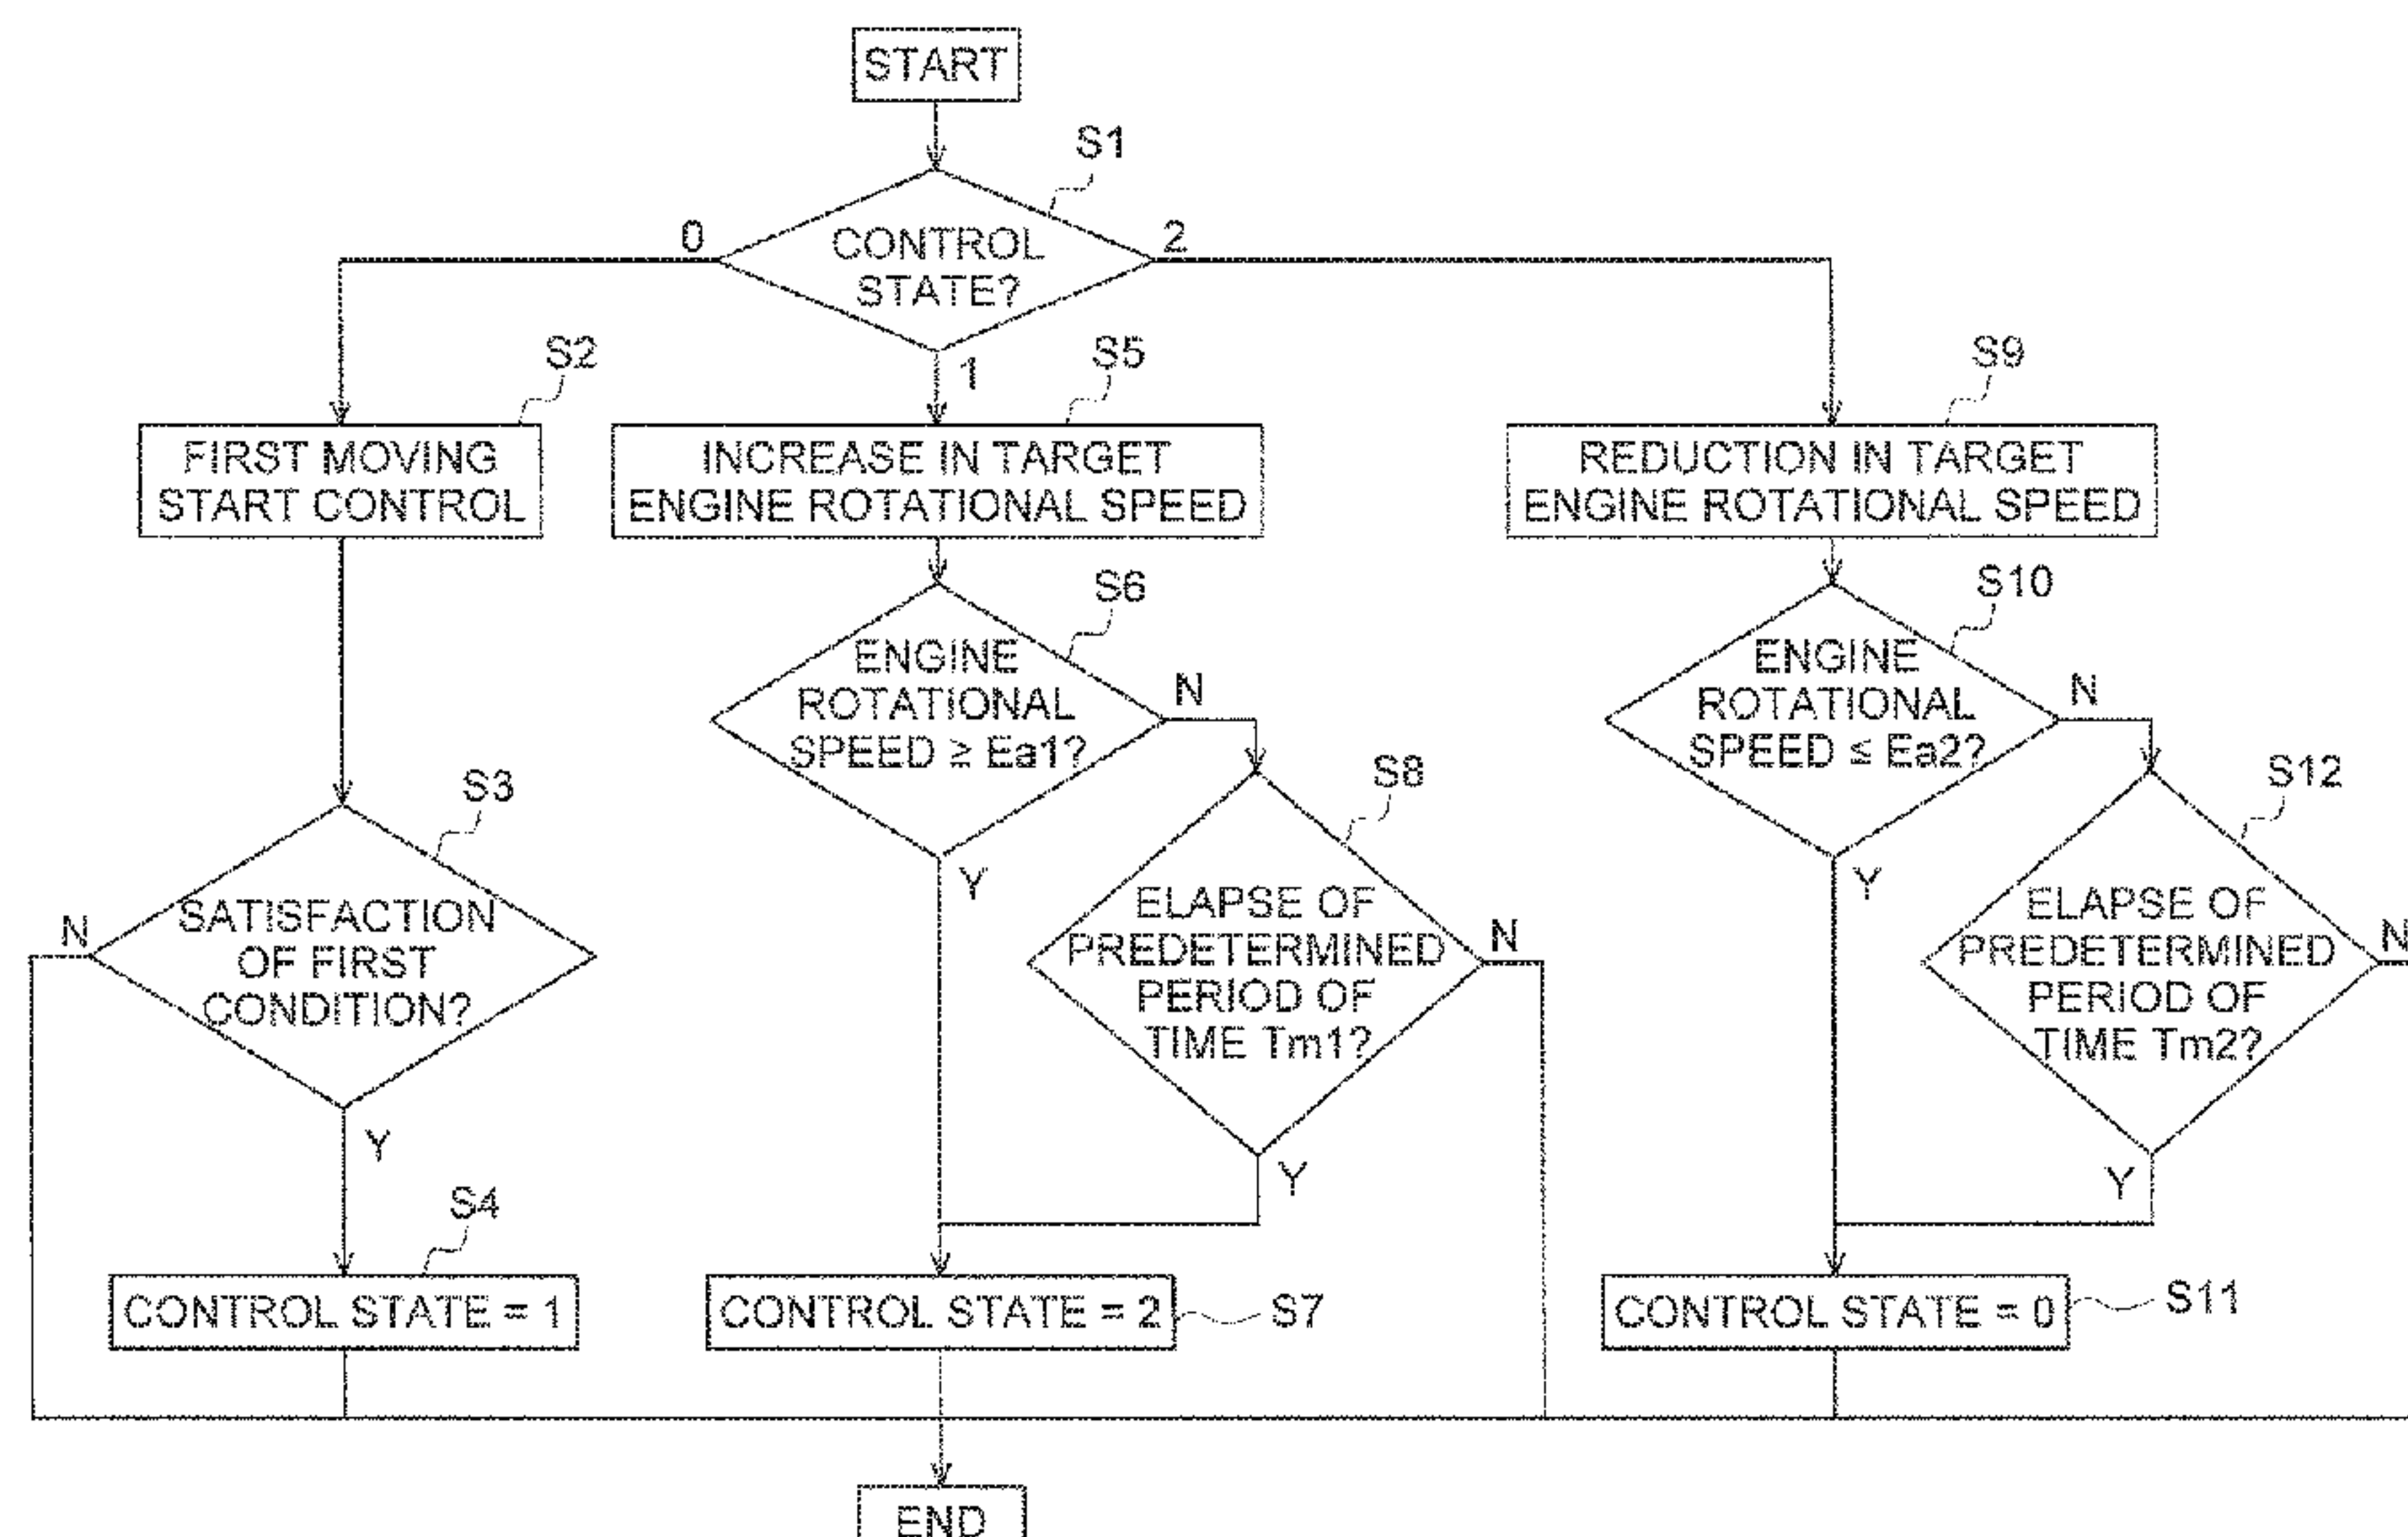 START
S1
0
CONTROL
STATE?
2
1
S2
FIRST MOVING
START CONTROL
S5
INCREASE IN TARGET
ENGINE ROTATIONAL SPEED
S9
REDUCTION IN TARGET
ENGINE ROTATIONAL SPEED
S3
N
SATISFACTION
OF FIRST
CONDITION?
Y
S4
CONTROL STATE = 1
S6
ENGINE
ROTATIONAL
SPEED ≥ Ea1?
N
Y
S8
ELAPSE OF
PREDETERMINED
PERIOD OF
TIME Tm1?
N
Y
CONTROL STATE = 2
S7
S10
ENGINE
ROTATIONAL
SPEED ≤ Ea2?
N
Y
S12
ELAPSE OF
PREDETERMINED
PERIOD OF
TIME Tm2?
N
Y
CONTROL STATE = 0
S11
END